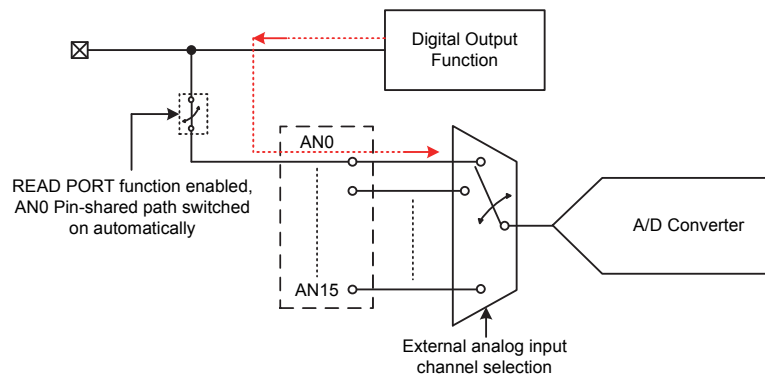 Digital Output
Function
AN0
READ PORT function enabled,
AN0 Pin-shared path switched
on automatically
A/D Converter
AN15
External analog input
channel selection